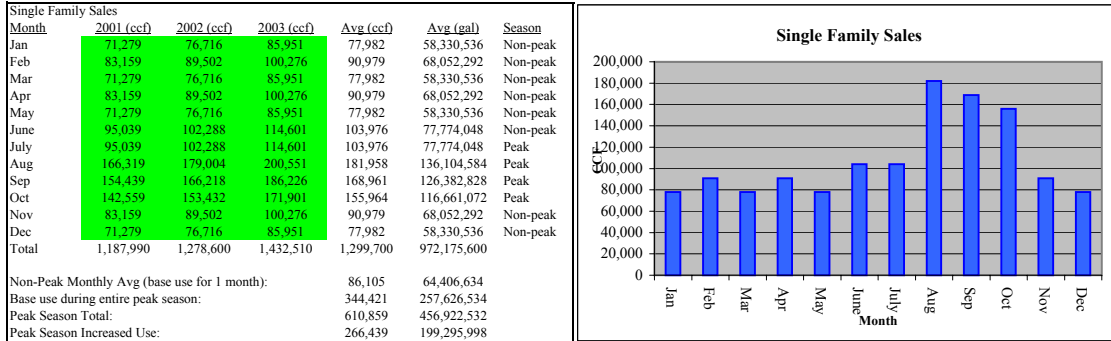 Single Family Sales
Month 2001 (ccf) 2002 (ccf) 2003 (ccf) Avg (ccf) Avg (gal) Season
Jan 71,279 76,716 85,951 77,982 58,330,536 Non-peak
Feb 83,159 89,502 100,276 90,979 68,052,292 Non-peak
Mar 71,279 76,716 85,951 77,982 58,330,536 Non-peak
Apr 83,159 89,502 100,276 90,979 68,052,292 Non-peak
May 71,279 76,716 85,951 77,982 58,330,536 Non-peak
June 95,039 102,288 114,601 103,976 77,774,048 Non-peak
July 95,039 102,288 114,601 103,976 77,774,048 Peak
Aug 166,319 179,004 200,551 181,958 136,104,584 Peak
Sep 154,439 166,218 186,226 168,961 126,382,828 Peak
Oct 142,559 153,432 171,901 155,964 116,661,072 Peak
Nov 83,159 89,502 100,276 90,979 68,052,292 Non-peak
Dec 71,279 76,716 85,951 77,982 58,330,536 Non-peak
Total 1,187,990 1,278,600 1,432,510 1,299,700 972,175,600
Non-Peak Monthly Avg (base use for 1 month): 86,105 64,406,634
Base use during entire peak season: 344,421 257,626,534
Peak Season Total: 610,859 456,922,532
Peak Season Increased Use: 266,439 199,295,998
Single Family Sales
200,000
180,000
160,000
140,000
120,000
100,000
80,000
60,000
40,000
20,000
0
CCF
Jan Feb Mar Apr May June July Aug Sep Oct Nov Dec
Month